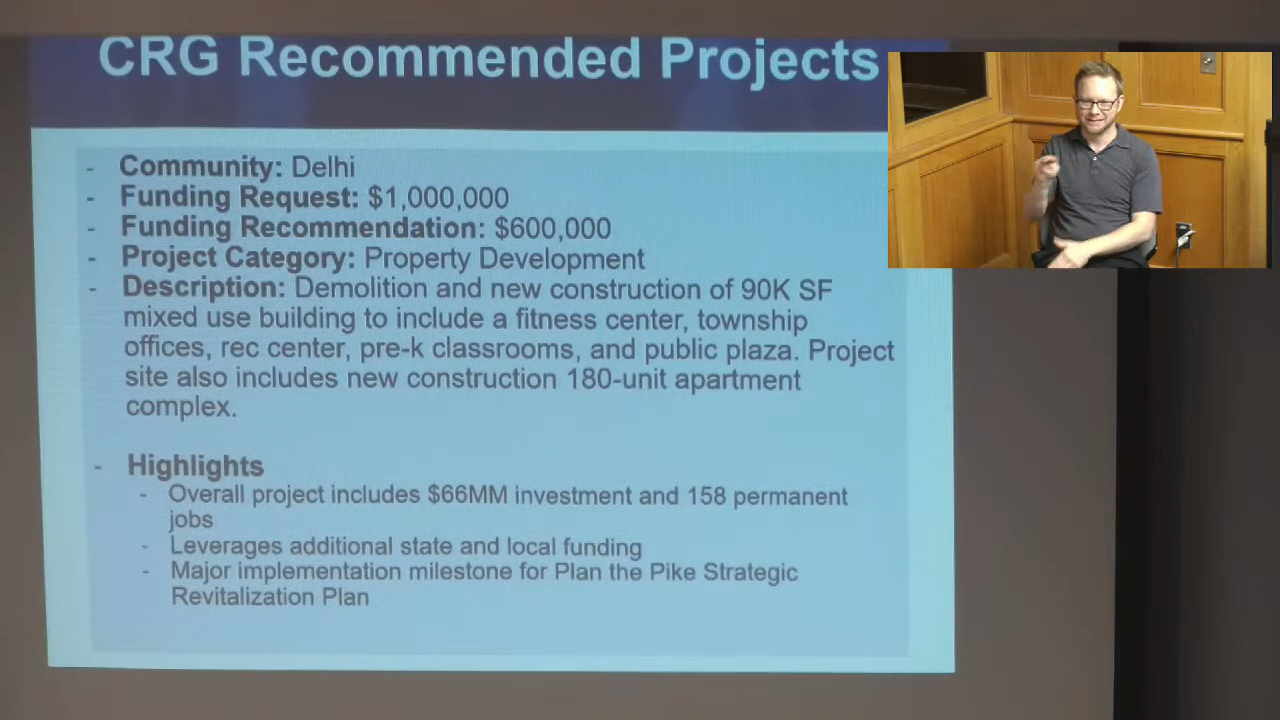 CRG Recommended Projects
- Community: Delhi
- Funding Request: $1,000,000
- Funding Recommendation: $600,000
- Project Category: Property Development
- Description: Demolition and new construction of 90K SF
mixed use building to include a fitness center, township
offices, rec center, pre-k classrooms, and public plaza. Project
site also includes new construction 180-unit apartment
complex.
- Highlights
- Overall project includes $66MM investment and 158 permanent
jobs
- Leverages additional state and local funding
- Major implementation milestone for Plan the Pike Strategic
Revitalization Plan